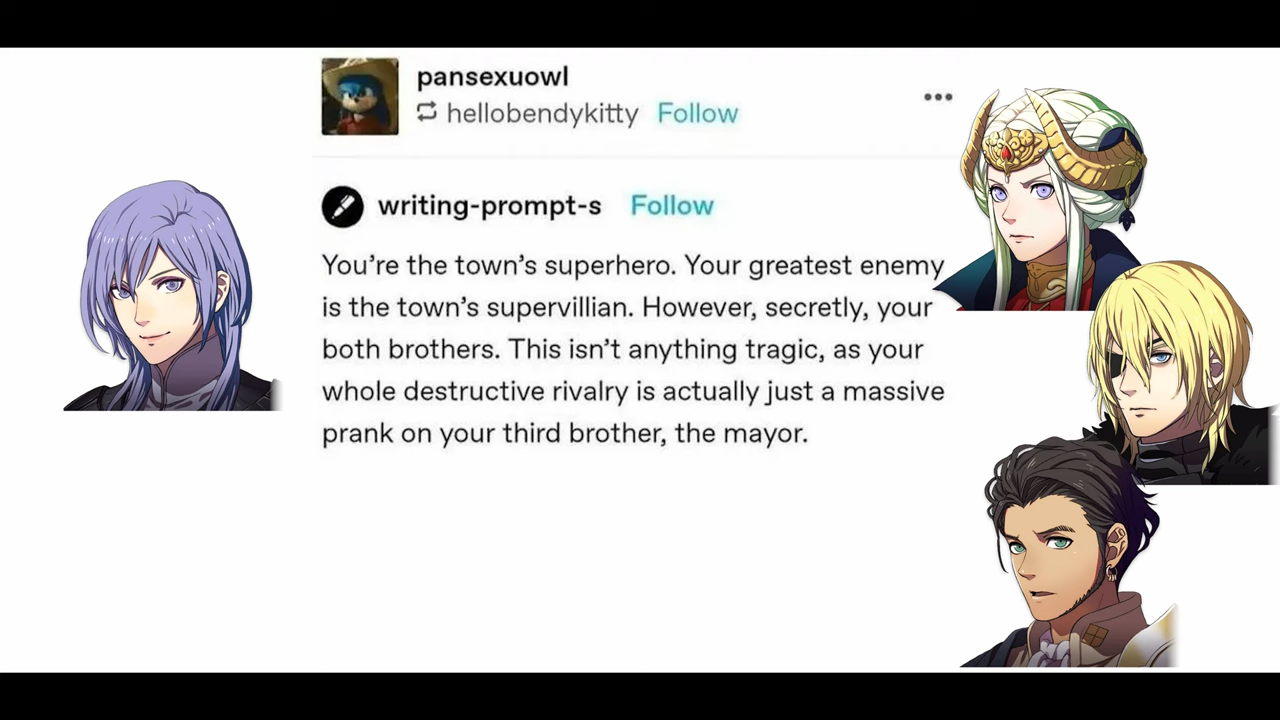 pansexuowl
hellobendykitty Follow
writing-prompt-s Follow
You’re the town’s superhero. Your greatest enemy
is the town’s supervillian. However, secretly, your
both brothers. This isn’t anything tragic, as your
whole destructive rivalry is actually just a massive
prank on your third brother, the mayor.